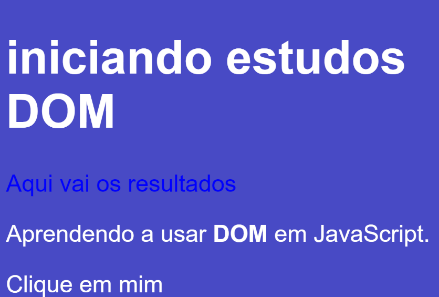 iniciando estudos
DOM
Aqui vai os resultados
Aprendendo a usar DOM em JavaScript.
Clique em mim